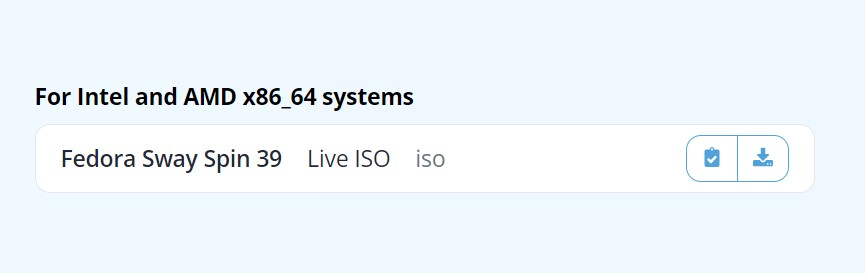 For Intel and AMD x86_64 systems
Fedora Sway Spin 39 Live ISO iso